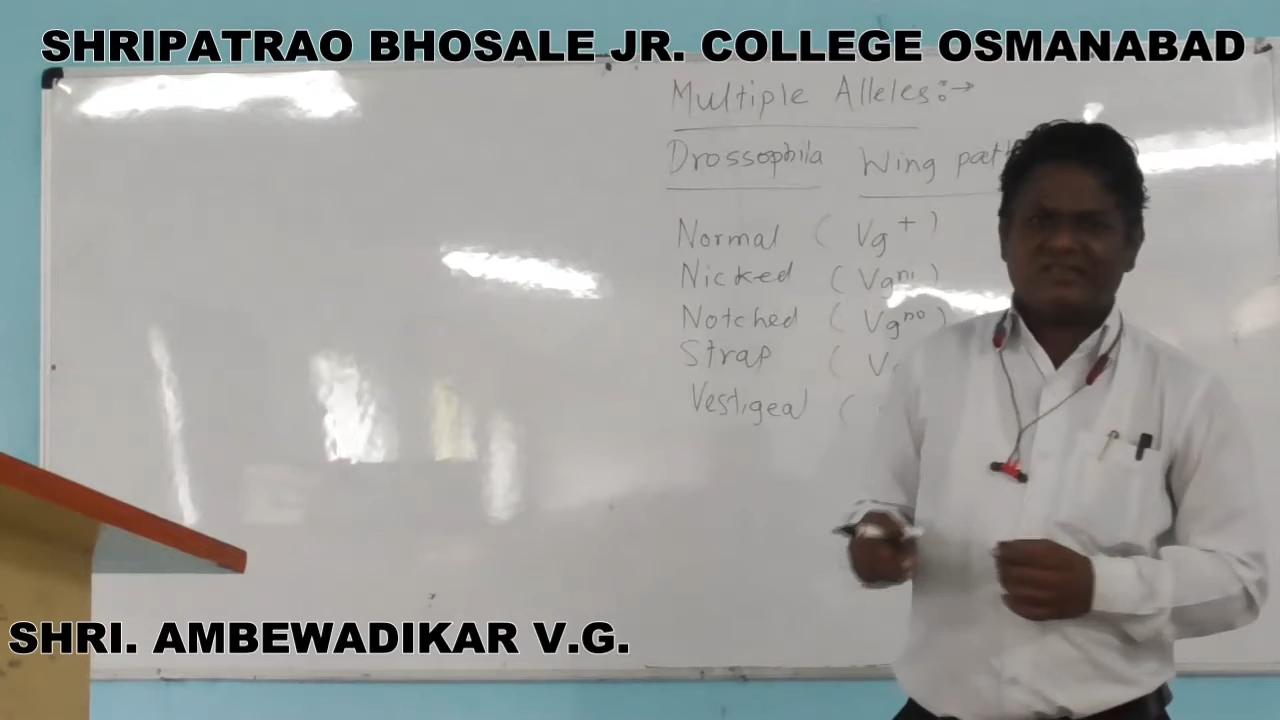 SHRIPATRAO BHOSALE JR. COLLEGE OSMANABAD
Multiple Alleles:→
Drossophila Wing patt
Normal ( Vg+ )
Nicked ( Vgni )
Notched ( Vgno )
Strap ( V
Vestigeal (
SHRI. AMBEWADIKAR V.G.